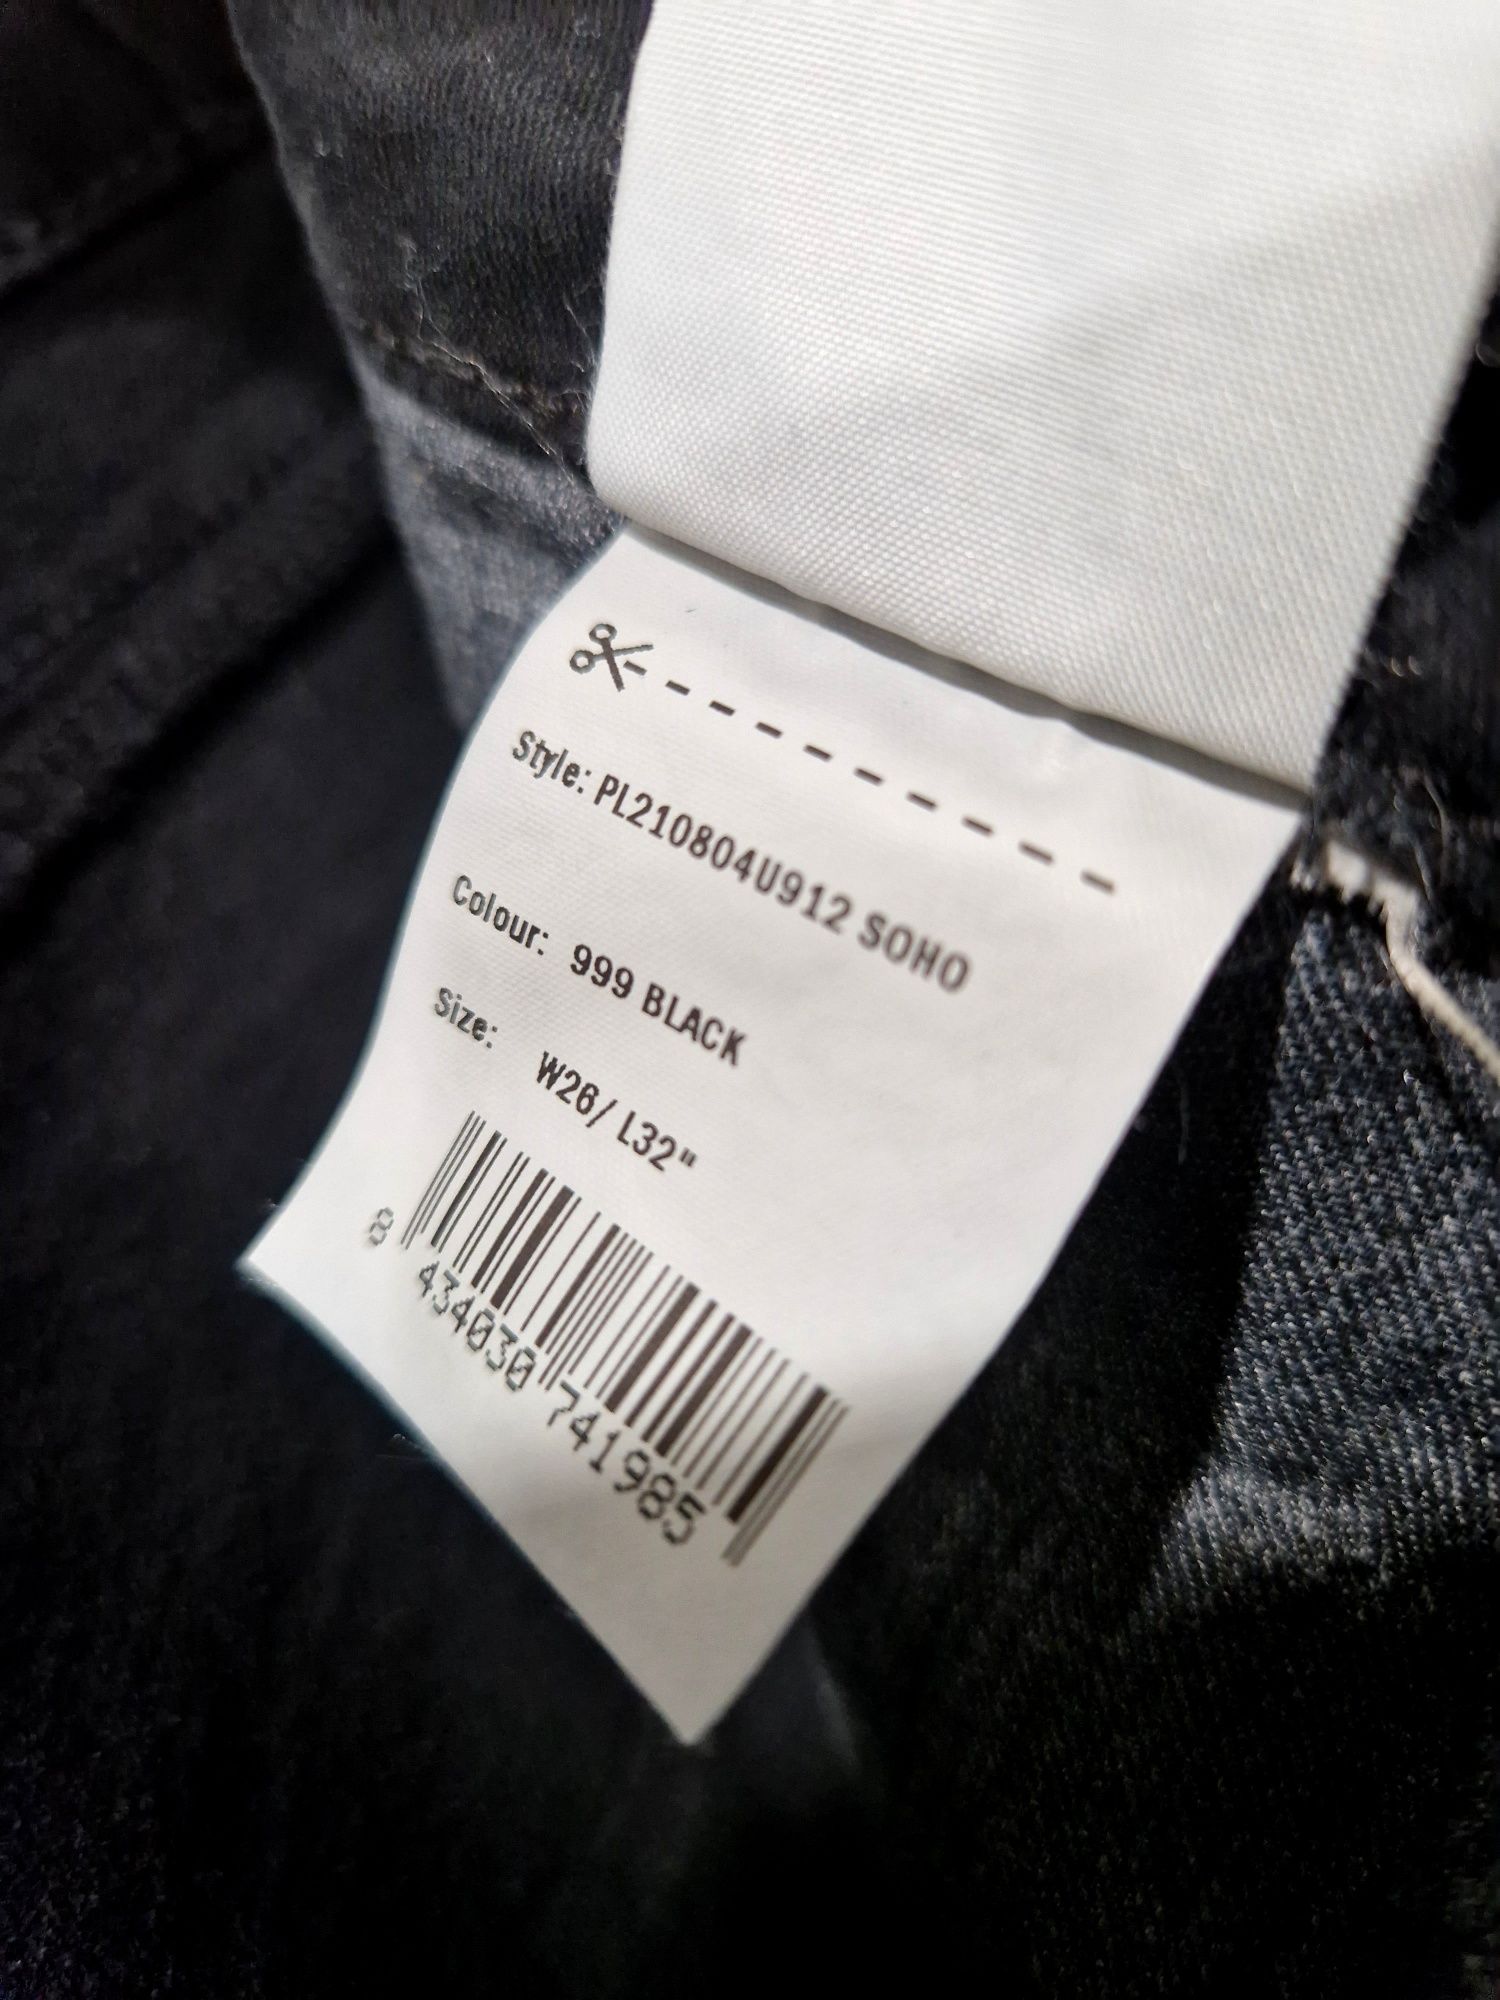 Style: PL210804U912 SOHO
Colour: 999 BLACK
Size: W26/ L32"
8 434030 741985